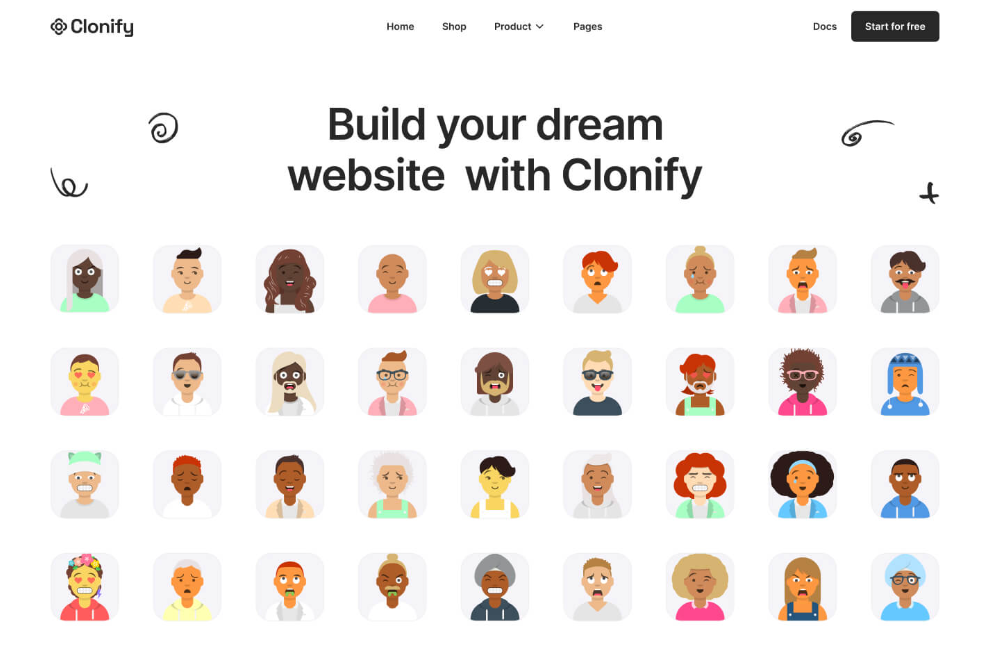 Clonify
Home
Shop
Product
Pages
Docs
Start for free
Build your dream
website with Clonify